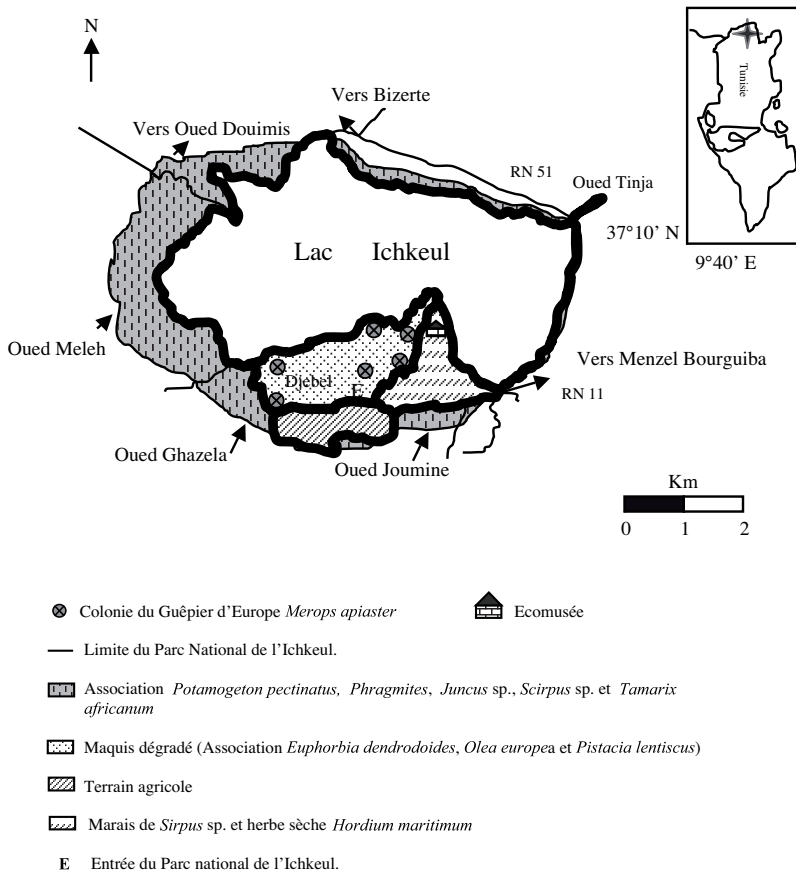 N
Vers Bizerte
Vers Oued Douimis
RN 51
Oued Tinja
Tunisie
37°10’ N
9°40’ E
Lac Ichkeul
Oued Meleh
Djebel
E
Vers Menzel Bourguiba
RN 11
Oued Ghazela
Oued Joumine
Km
0 1 2
Colonie du Guêpier d’Europe Merops apiaster
Ecomusée
Limite du Parc National de l’Ichkeul.
Association Potamogeton pectinatus, Phragmites, Juncus sp., Scirpus sp. et Tamarix
africanum
Maquis dégradé (Association Euphorbia dendrodoides, Olea europea et Pistacia lentiscus)
Terrain agricole
Marais de Sirpus sp. et herbe sèche Hordium maritimum
E Entrée du Parc national de l’Ichkeul.